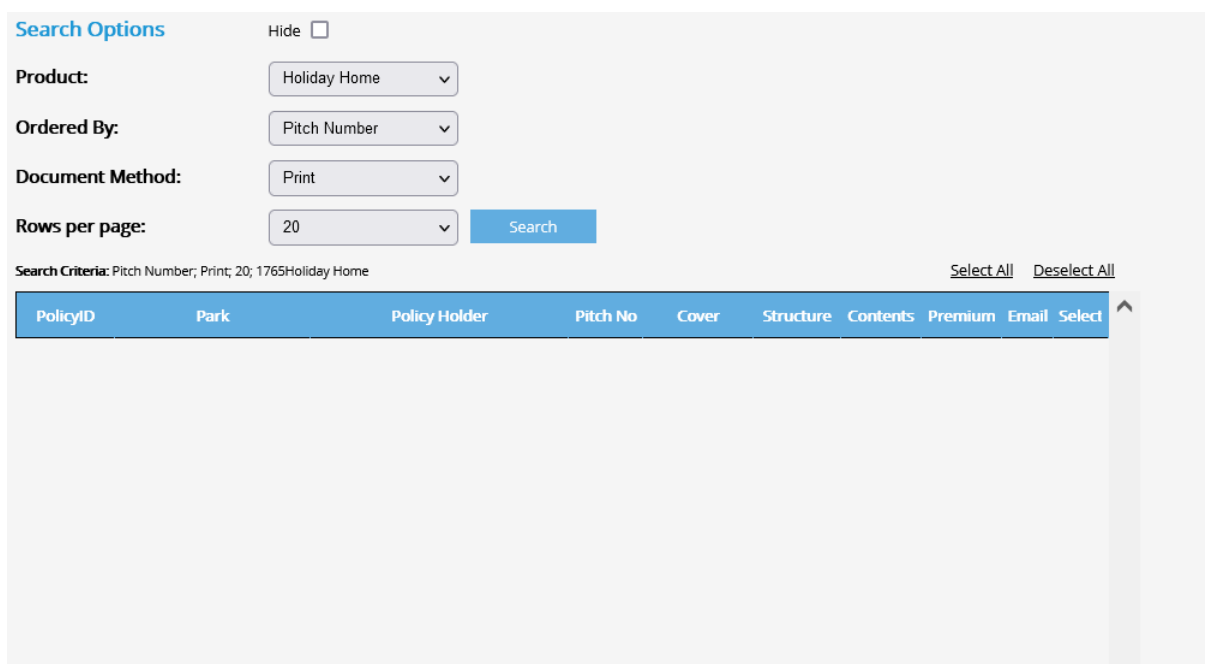 Search Options Hide
Product: Holiday Home
Ordered By: Pitch Number
Document Method: Print
Rows per page: 20 Search
Search Criteria: Pitch Number; Print; 20; 1765Holiday Home Select All Deselect All
PolicyID Park Policy Holder Pitch No Cover Structure Contents Premium Email Select